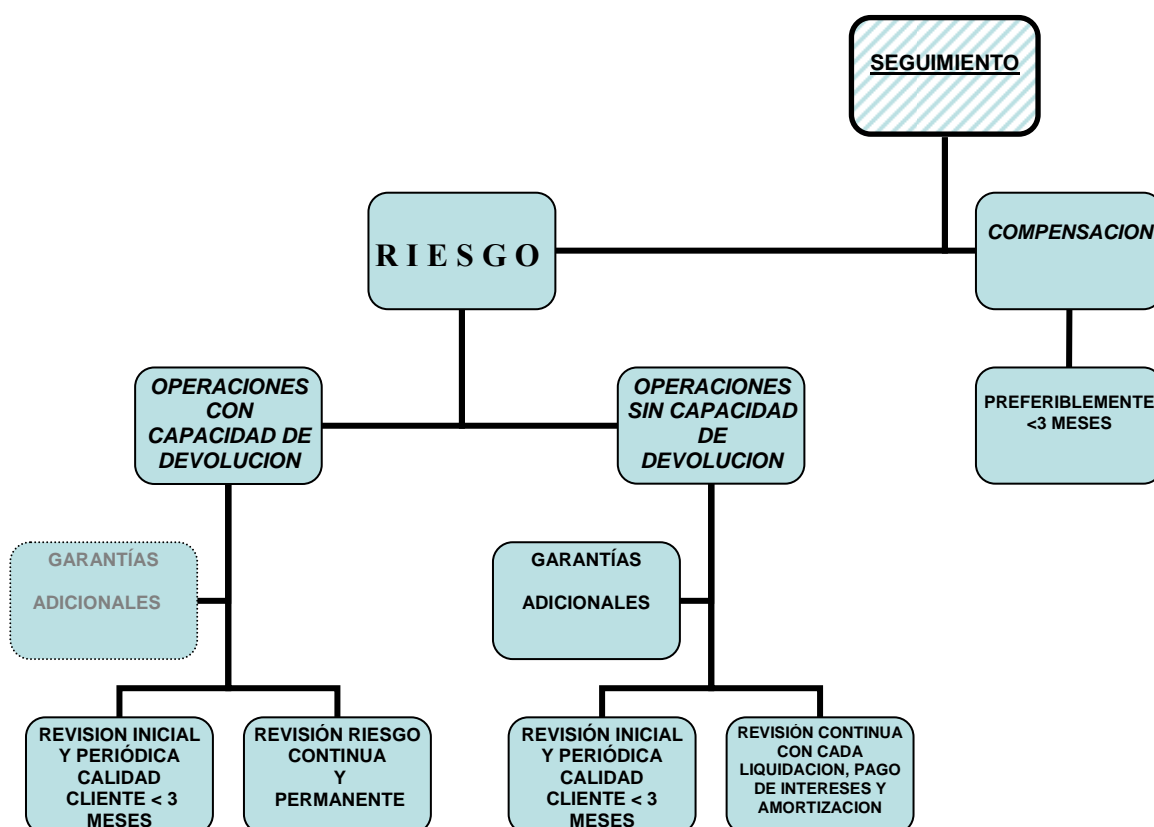 SEGUIMIENTO
R I E S G O
COMPENSACION
OPERACIONES
CON
CAPACIDAD DE
DEVOLUCION
OPERACIONES
SIN CAPACIDAD
DE
DEVOLUCION
PREFERIBLEMENTE
<3 MESES
GARANTÍAS
ADICIONALES
GARANTÍAS
ADICIONALES
REVISION INICIAL
Y PERIÓDICA
CALIDAD
CLIENTE < 3
MESES
REVISIÓN RIESGO
CONTINUA
Y
PERMANENTE
REVISIÓN INICIAL
Y PERIÓDICA
CALIDAD
CLIENTE < 3
MESES
REVISIÓN CONTINUA
CON CADA
LIQUIDACION, PAGO
DE INTERESES Y
AMORTIZACION